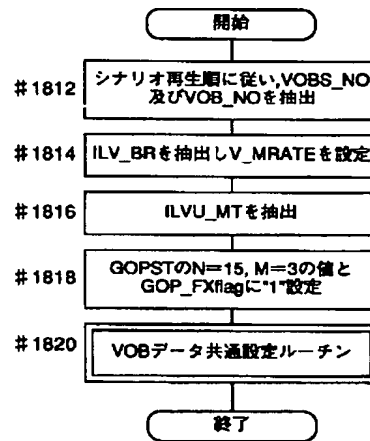 開始
#1812
シナリオ再生順に従い,VOBS_NO
及びVOB_NOを抽出
#1814
ILV_BRを抽出しV_MRATEを設定
#1816
ILVU_MTを抽出
#1818
GOPSTのN=15, M=3の値と
GOP_FXflagに"1"設定
#1820
VOBデータ共通設定ルーチン
終了